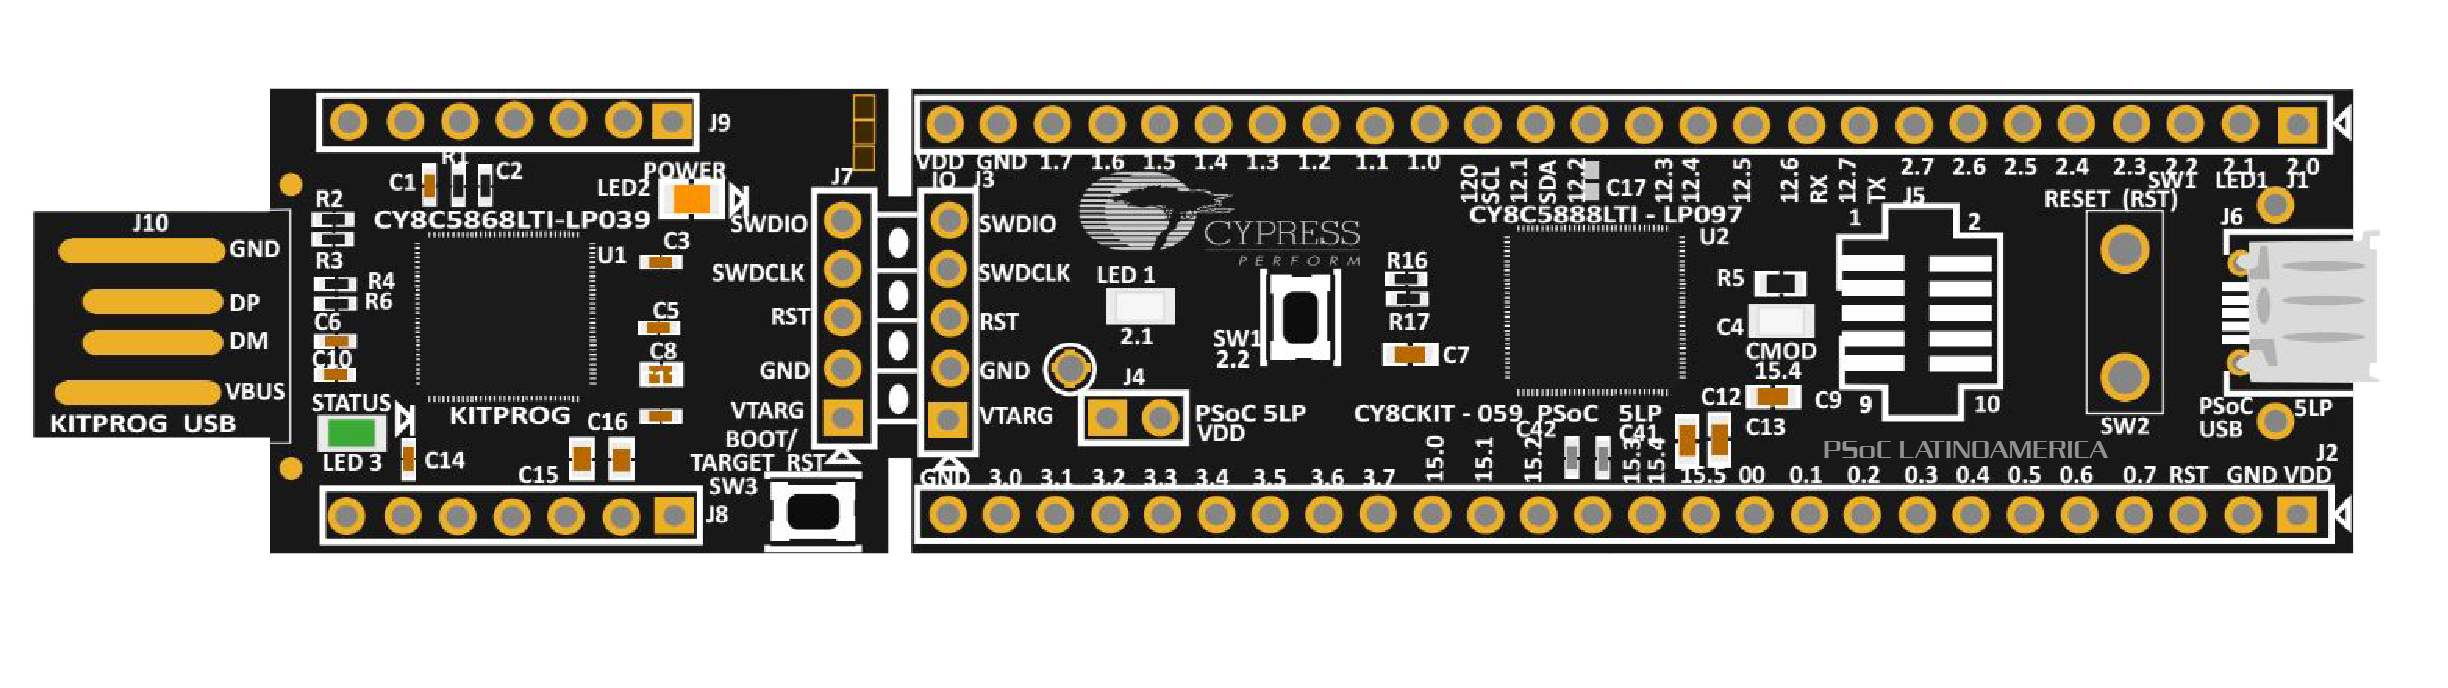 J9
R1
C1
C2
POWER
LED2
J7
R2
CY8C5868LTI-LP039
SWDIO
J10
GND
R3
U1
C3
SWDCLK
R4
DP
R6
C6
C5
RST
DM
C10
C8
GND
VBUS
STATUS
VTARG
KITPROG USB
KITPROG
C16
BOOT/
TARGET RST
LED 3
C14
C15
SW3
J8
VDD GND 1.7 1.6 1.5 1.4 1.3 1.2 1.1 1.0
IO J3
120
SCL
12.1
SDA
12.2
C17
12.3
12.4
12.5
12.6
RX
12.7
TX
2.7 2.6 2.5 2.4 2.3 2.2 2.1 2.0
SW1 LED1 J1
SWDIO
CYPRESS
PERFORM
CY8C5888LTI - LP097
U2
J5
1
2
RESET (RST)
J6
SWDCLK
LED 1
R16
R5
RST
2.1
SW1
2.2
R17
C4
CMOD
15.4
GND
C7
J4
C12
C9
9
10
VTARG
PSoC 5LP
VDD
CY8CKIT - 059 PSoC 5LP
C42
C41
C13
SW2
PSoC 5LP
USB
PSoC LATINOAMERICA
J2
GND 3.0 3.1 3.2 3.3 3.4 3.5 3.6 3.7
15.0
15.1
15.2
15.3
15.4
15.5 00 0.1 0.2 0.3 0.4 0.5 0.6 0.7 RST GND VDD